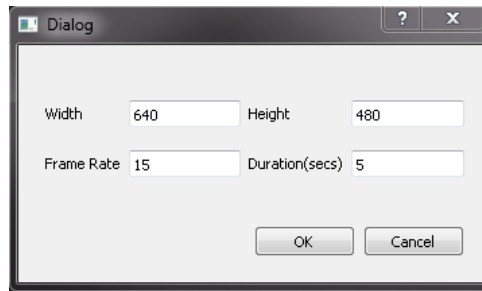 Dialog ? X
Width 640 Height 480
Frame Rate 15 Duration(secs) 5
OK Cancel